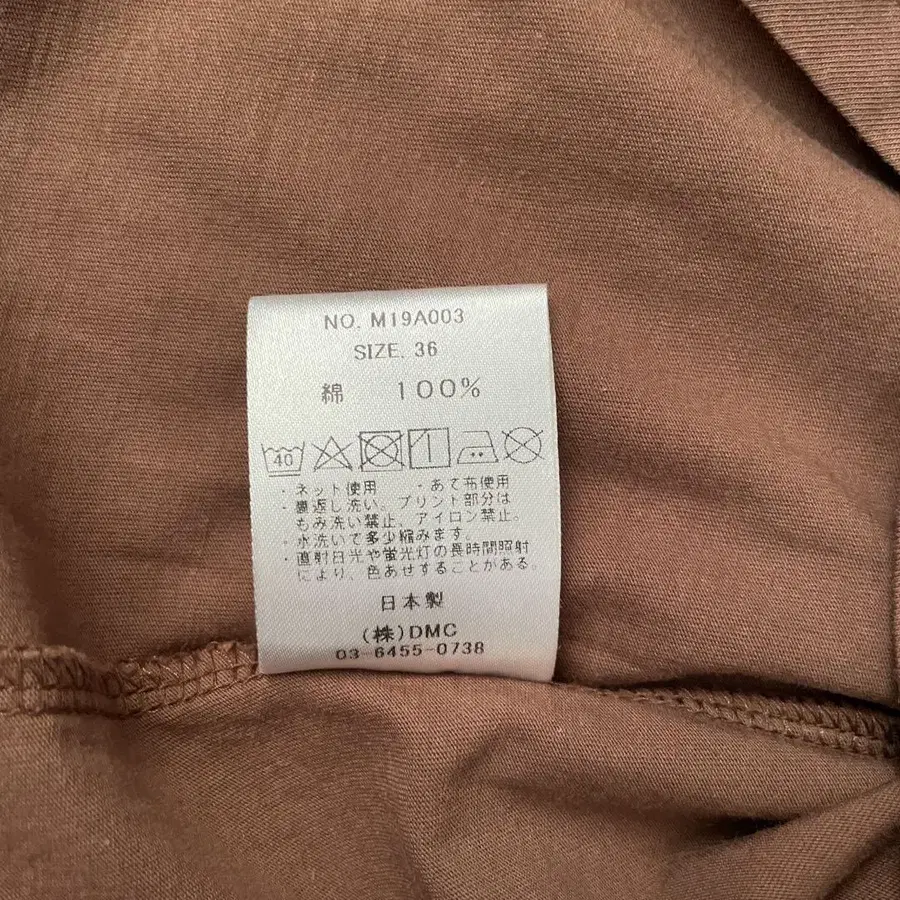 NO. M19A003
SIZE. 36
綿 100%
40
・ネット使用 ・あて布使用
・裏返し洗い、プリント部分は
もみ洗い禁止、アイロン禁止。
・水洗いで多少縮みます。
・直射日光や蛍光灯の長時間照射
により、色あせすることがある。
日本製
(株)DMC
03-6455-0738